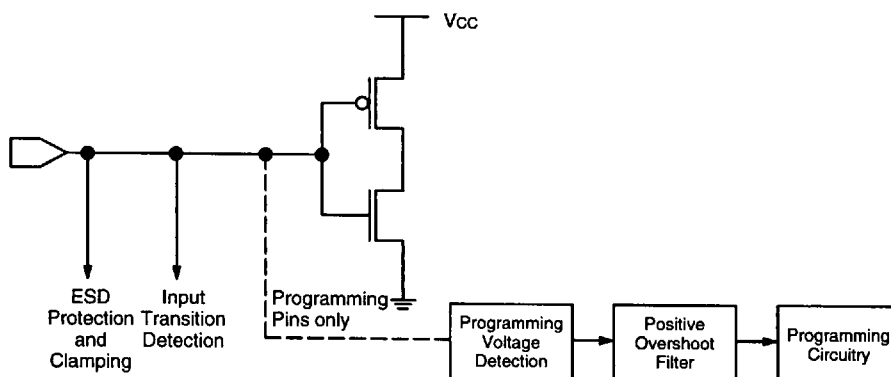 Vcc
ESD
Protection
and
Clamping
Input
Transition
Detection
Programming
Pins only
Programming
Voltage
Detection
Positive
Overshoot
Filter
Programming
Circuitry